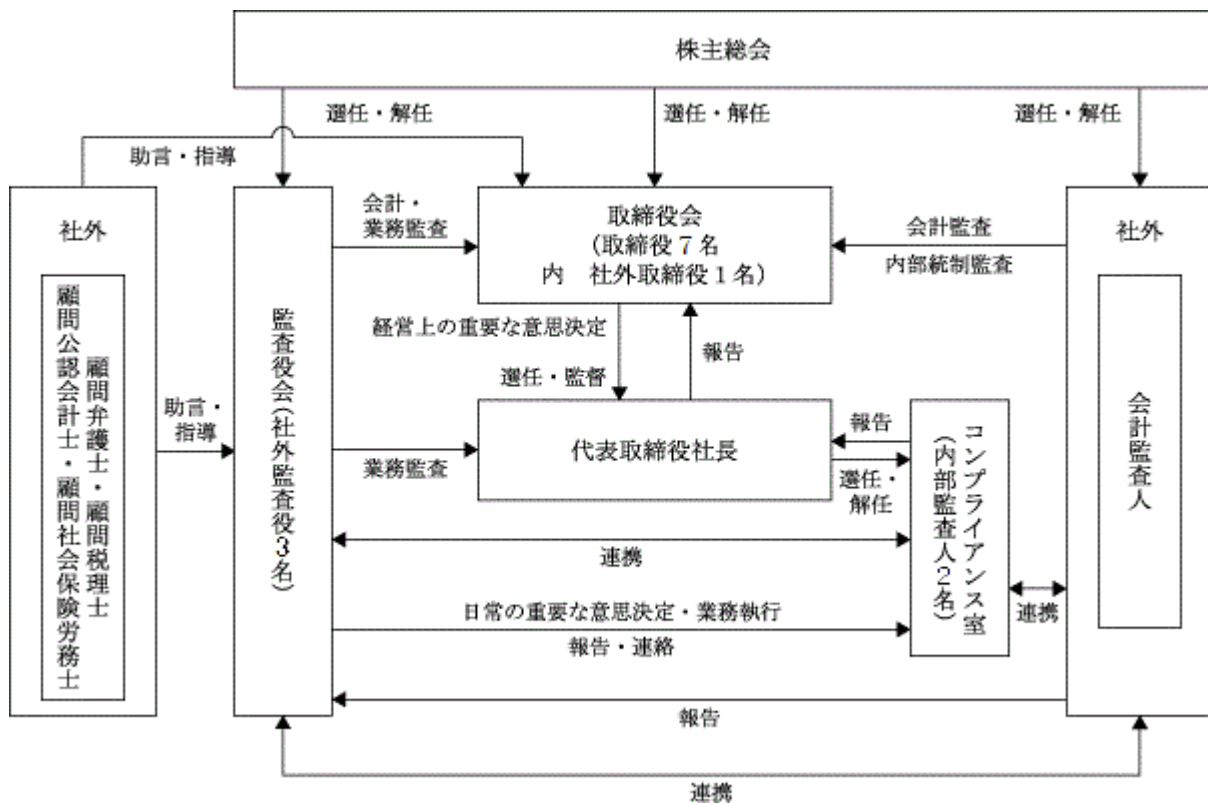 株主総会
選任・解任
選任・解任
選任・解任
助言・指導
社外
顧問弁護士・顧問税理士
顧問公認会計士・顧問社会保険労務士
助言・
指導
監査役会(社外監査役3名)
会計・
業務監査
取締役会
(取締役7名
内 社外取締役1名)
会計監査
内部統制監査
社外
会計監査人
経営上の重要な意思決定
選任・監督
報告
業務監査
代表取締役社長
報告
選任・
解任
コンプライアンス室
(内部監査人2名)
連携
連携
日常の重要な意思決定・業務執行
報告・連絡
報告
連携